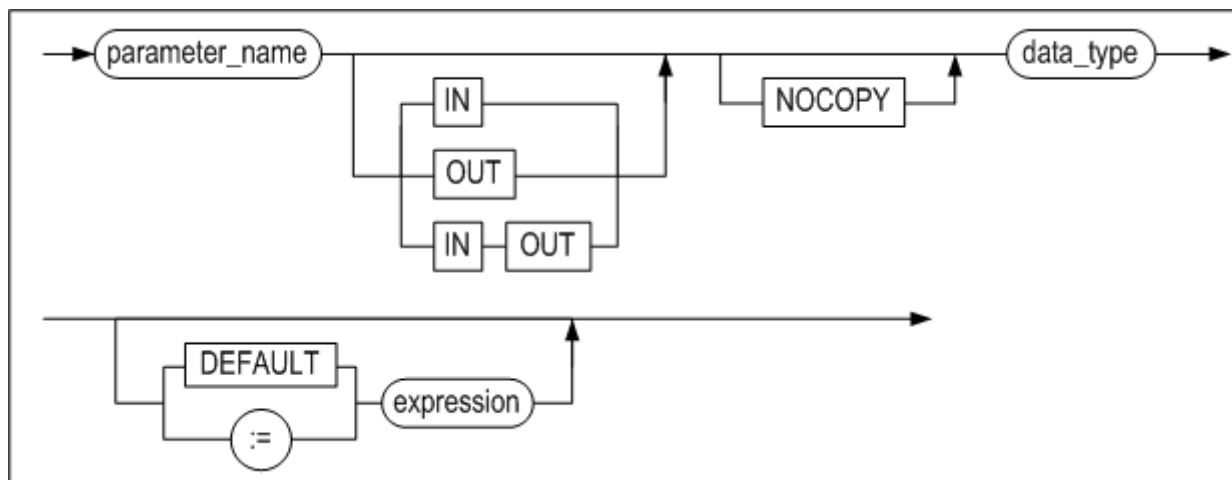 parameter_name
IN
OUT
IN OUT
NOCOPY
data_type
DEFAULT
:=
expression